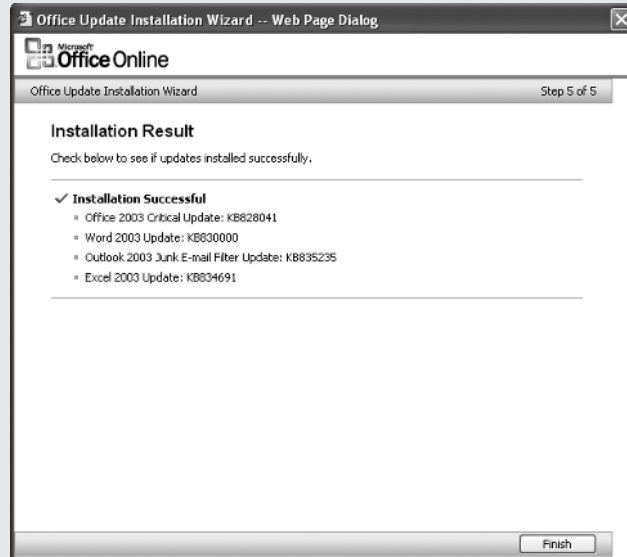 Office Update Installation Wizard -- Web Page Dialog
Microsoft
Office Online
Office Update Installation Wizard Step 5 of 5
Installation Result
Check below to see if updates installed successfully.
Installation Successful
Office 2003 Critical Update: KB828041
Word 2003 Update: KB830000
Outlook 2003 Junk E-mail Filter Update: KB835235
Excel 2003 Update: KB834691
Finish